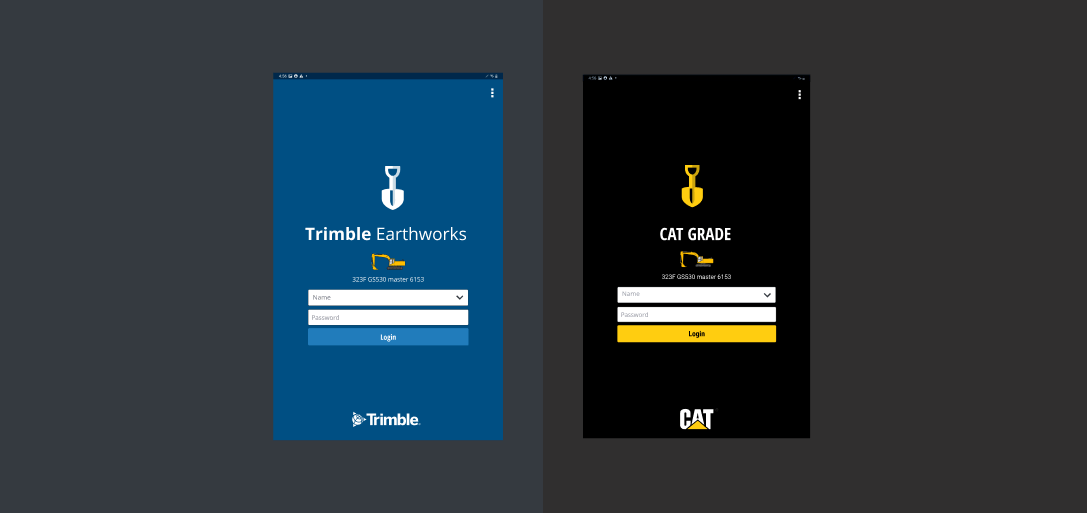 4:56
Trimble Earthworks
323F GS530 master 6153
Name
Password
Login
Trimble
4:56
CAT GRADE
323F GS530 master 6153
Name
Password
Login
CAT